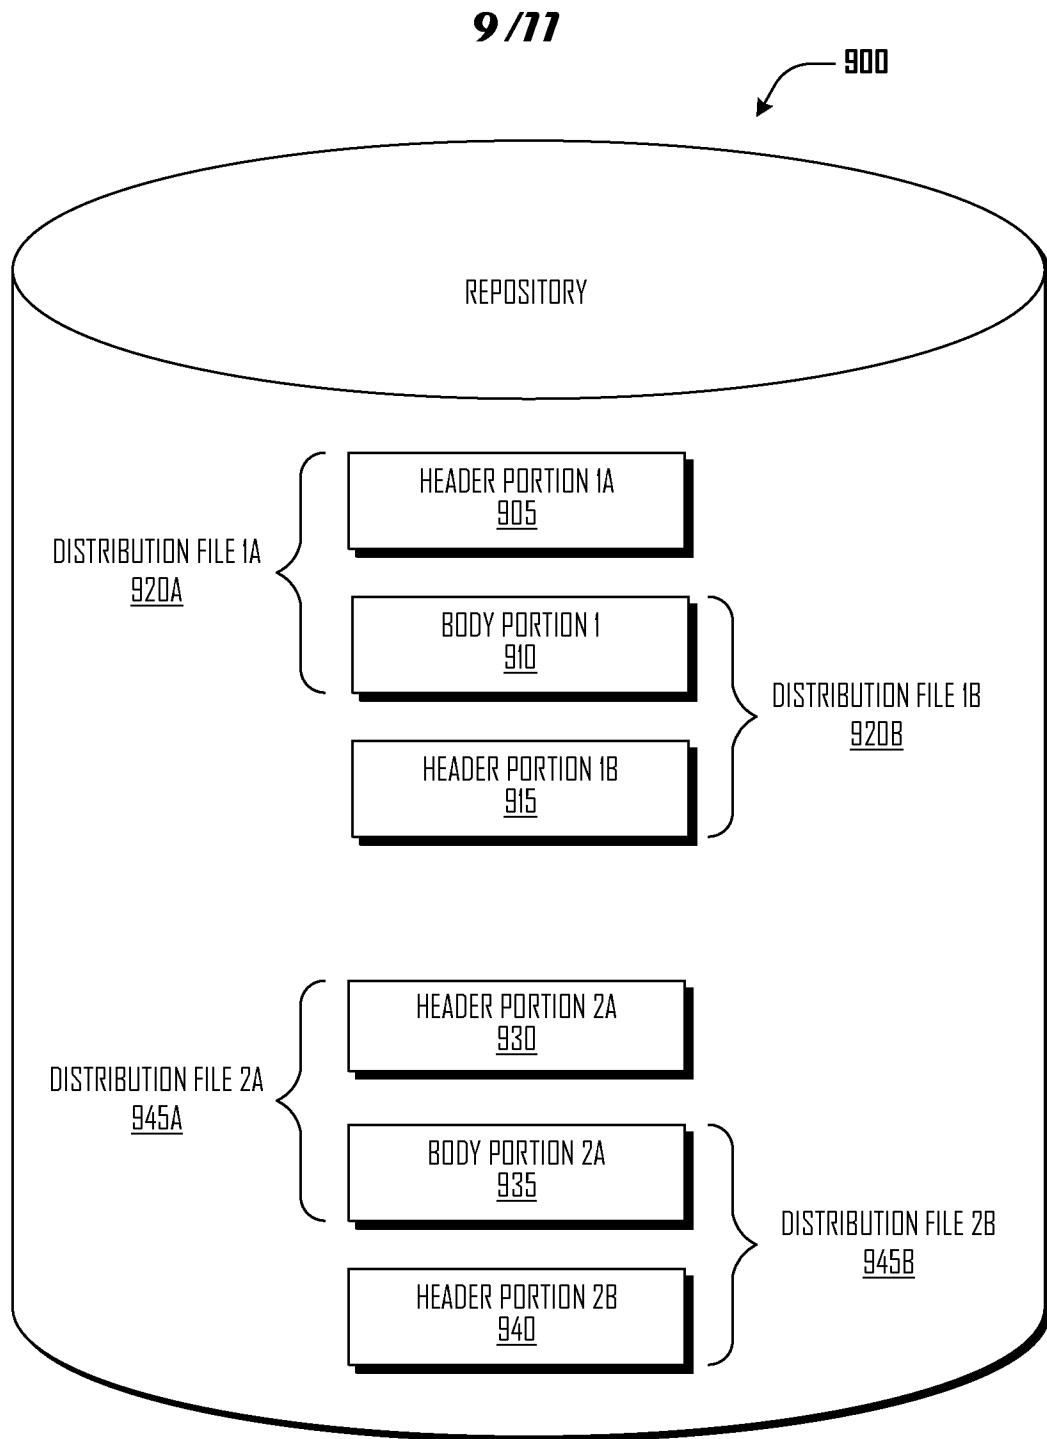 9/11
900
REPOSITORY
HEADER PORTION 1A
905
DISTRIBUTION FILE 1A
920A
BODY PORTION 1
910
DISTRIBUTION FILE 1B
920B
HEADER PORTION 1B
915
HEADER PORTION 2A
930
DISTRIBUTION FILE 2A
945A
BODY PORTION 2A
935
DISTRIBUTION FILE 2B
945B
HEADER PORTION 2B
940